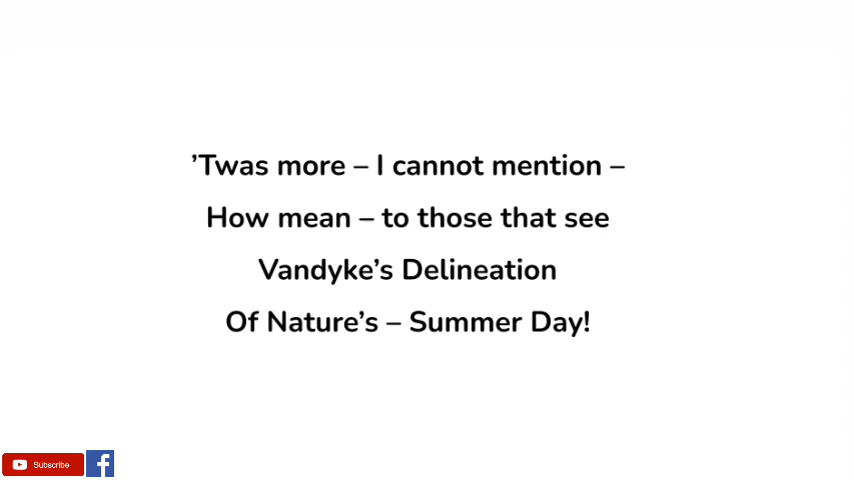 ’Twas more – I cannot mention –
How mean – to those that see
Vandyke’s Delineation
Of Nature’s – Summer Day!
Subscribe
f